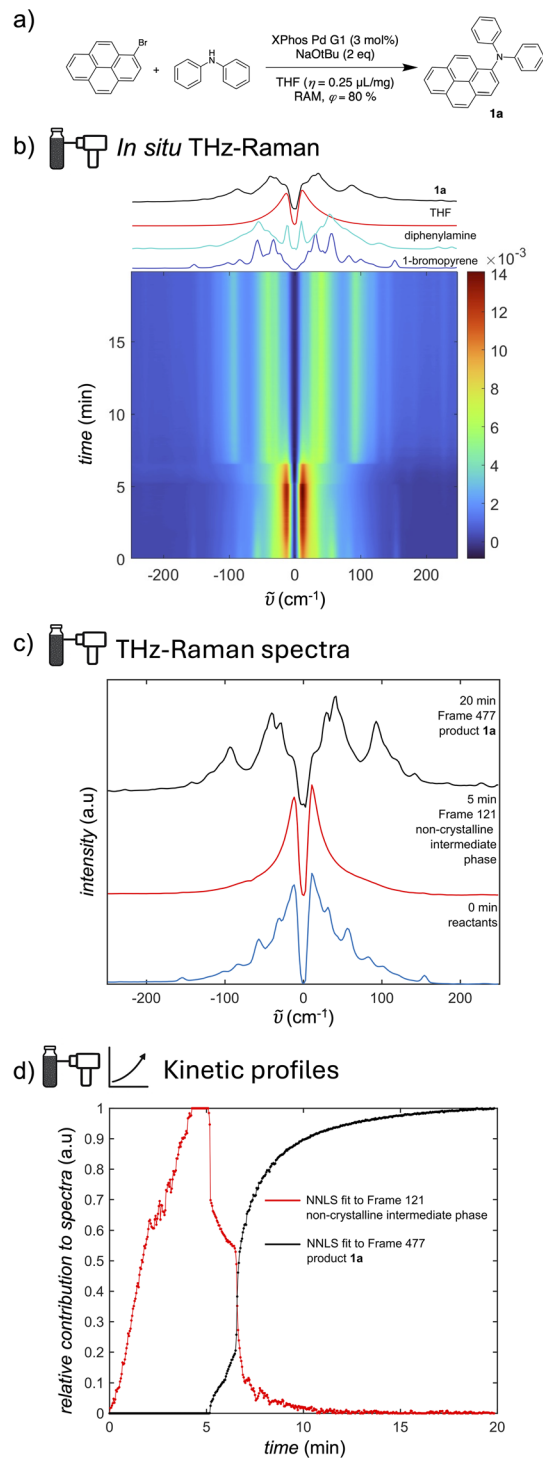 a)
Br
+
H
N
XPhos Pd G1 (3 mol%)
NaOtBu (2 eq)
THF (η = 0.25 µL/mg)
RAM, φ = 80 %
N
1a
b) In situ THz-Raman
1a
THF
diphenylamine
1-bromopyrene
×10⁻³
14
12
10
8
6
4
2
0
time (min)
15
10
5
0
-200 -100 0 100 200
ṽ (cm⁻¹)
c) THz-Raman spectra
20 min
Frame 477
product 1a
5 min
Frame 121
non-crystalline
intermediate
phase
0 min
reactants
intensity (a.u)
-200 -100 0 100 200
ṽ (cm⁻¹)
d) Kinetic profiles
relative contribution to spectra (a.u)
1
0.9
0.8
0.7
0.6
0.5
0.4
0.3
0.2
0.1
0
NNLS fit to Frame 121
non-crystalline intermediate phase
NNLS fit to Frame 477
product 1a
0 5 10 15 20
time (min)